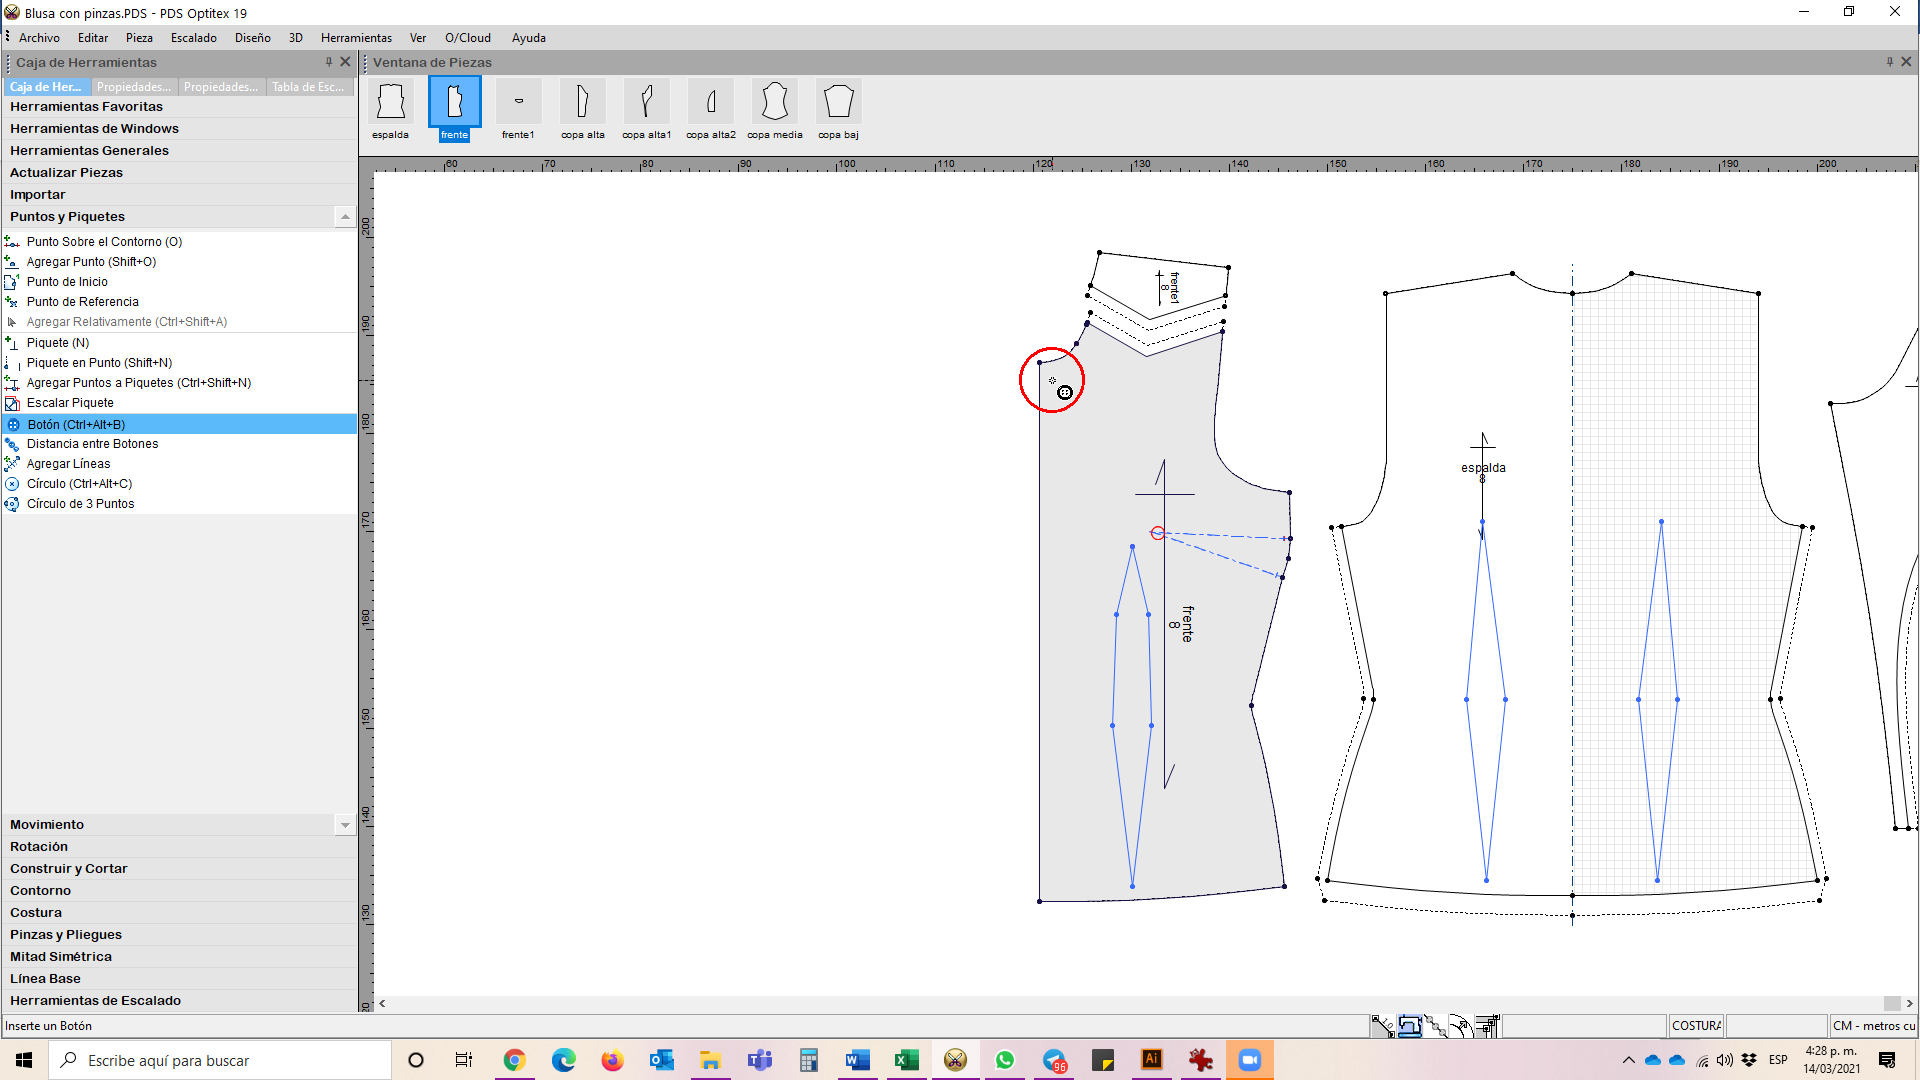 Blusa con pinzas.PDS - PDS Optitex 19
Archivo Editar Pieza Escalado Diseño 3D Herramientas Ver O/Cloud Ayuda
Caja de Herramientas
Ventana de Piezas
Caja de Her... Propiedades... Propiedades... Tabla de Esc...
Herramientas Favoritas
Herramientas de Windows
Herramientas Generales
Actualizar Piezas
Importar
Puntos y Piquetes
Punto Sobre el Contorno (O)
Agregar Punto (Shift+O)
Punto de Inicio
Punto de Referencia
Agregar Relativamente (Ctrl+Shift+A)
Piquete (N)
Piquete en Punto (Shift+N)
Agregar Puntos a Piquetes (Ctrl+Shift+N)
Escalar Piquete
Botón (Ctrl+Alt+B)
Distancia entre Botones
Agregar Líneas
Círculo (Ctrl+Alt+C)
Círculo de 3 Puntos
Movimiento
Rotación
Construir y Cortar
Contorno
Costura
Pinzas y Pliegues
Mitad Simétrica
Línea Base
Herramientas de Escalado
espalda frente frente1 copa alta copa alta1 copa alta2 copa media copa baj
60 70 80 90 100 110 120 130 140 150 160 170 180 190 200
200
190
180
170
160
150
140
130
frente1
8
espalda
8
frente
8
Inserte un Botón
COSTURA
CM - metros cu
Escribe aquí para buscar
96
ESP
4:28 p. m.
14/03/2021